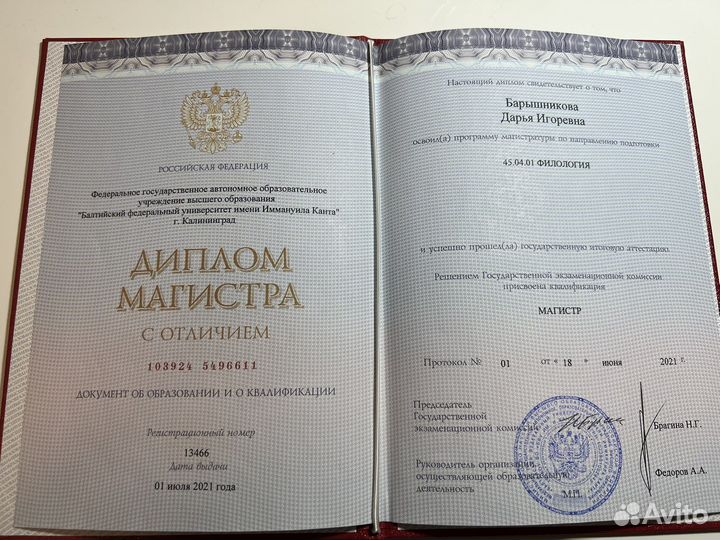 РОССИЙСКАЯ ФЕДЕРАЦИЯ
Федеральное государственное автономное образовательное
учреждение высшего образования
"Балтийский федеральный университет имени Иммануила Канта"
г. Калининград
ДИПЛОМ
МАГИСТРА
С ОТЛИЧИЕМ
103924 5496611
ДОКУМЕНТ ОБ ОБРАЗОВАНИИ И О КВАЛИФИКАЦИИ
Регистрационный номер
13466
Дата выдачи
01 июля 2021 года
Настоящий диплом свидетельствует о том, что
Барышникова
Дарья Игоревна
освоил(а) программу магистратуры по направлению подготовки
45.04.01 ФИЛОЛОГИЯ
и успешно прошел(ла) государственную итоговую аттестацию
Решением Государственной экзаменационной комиссии
присвоена квалификация
МАГИСТР
Протокол № 01 от « 18 » июня 2021 г.
Председатель
Государственной
экзаменационной комиссии
Брагина Н.Г.
Руководитель организации,
осуществляющей образовательную
деятельность
Федоров А.А.
М.П.
Avito